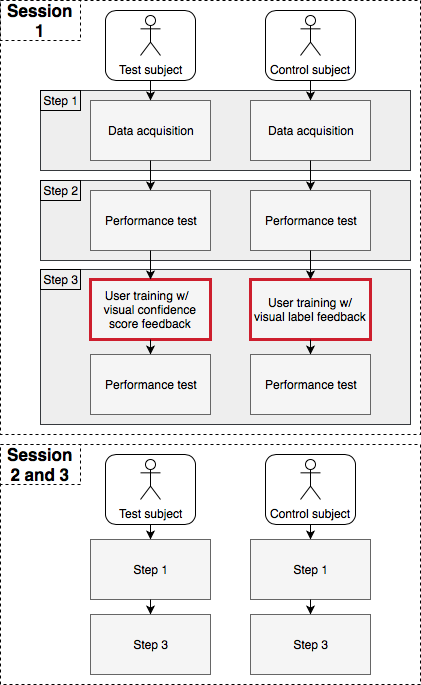 Session
1
Test subject
Control subject
Step 1
Data acquisition
Data acquisition
Step 2
Performance test
Performance test
Step 3
User training w/
visual confidence
score feedback
User training w/
visual label feedback
Performance test
Performance test
Session
2 and 3
Test subject
Control subject
Step 1
Step 1
Step 3
Step 3